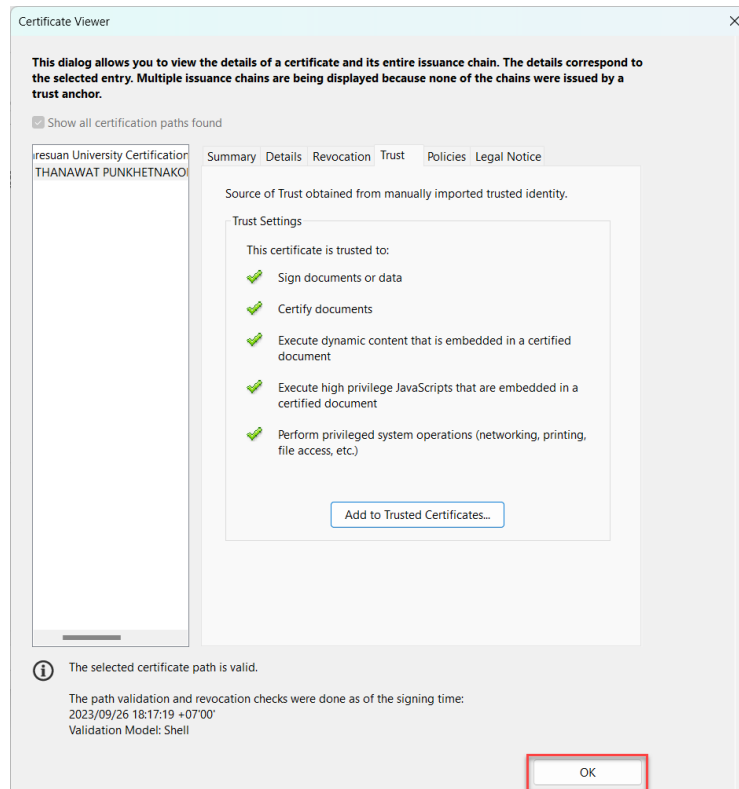 Certificate Viewer
This dialog allows you to view the details of a certificate and its entire issuance chain. The details correspond to
the selected entry. Multiple issuance chains are being displayed because none of the chains were issued by a
trust anchor.
Show all certification paths found
University Certification
THANAWAT
Summary Details Revocation Trust Policies Legal Notice
Source of Trust obtained from manually imported trusted identity.
Trust Settings
This certificate is trusted to:
Sign documents or data
Certify documents
Execute dynamic content that is embedded in a certified
document
Execute high privilege JavaScripts that are embedded in a
certified document
Perform privileged system operations (networking, printing,
file access, etc.)
Add to Trusted Certificates...
The selected certificate path is valid.
The path validation and revocation checks were done as of the signing time:
2023/09/26 18:17:19 +07'00'
Validation Model: Shell
OK